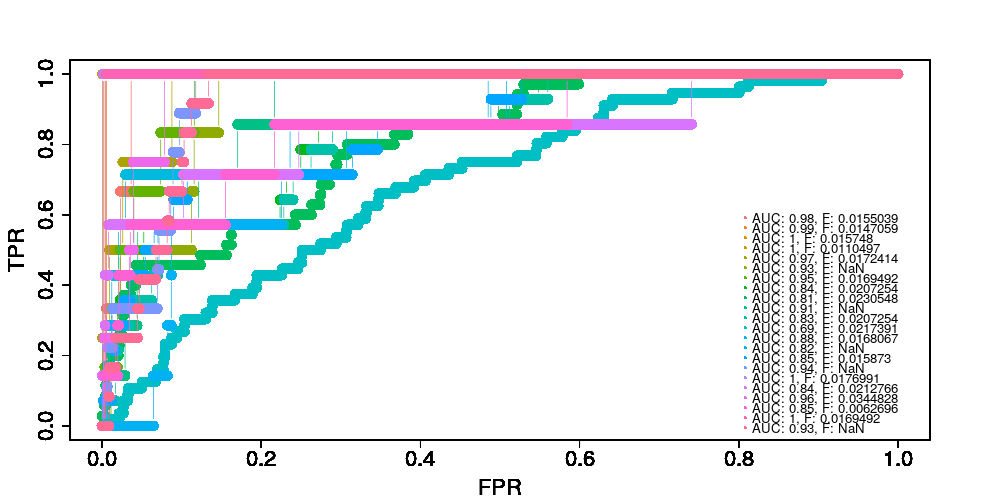 1.0
0.8
0.6
0.4
0.2
0.0
TPR
AUC: 0.98, F: 0.0155039
AUC: 0.99, F: 0.0147059
AUC: 1, F: 0.015748
AUC: 1, F: 0.0110497
AUC: 0.97, F: 0.0172414
AUC: 0.93, F: NaN
AUC: 0.95, F: 0.0169492
AUC: 0.84, F: 0.0207254
AUC: 0.81, F: 0.0230548
AUC: 0.91, F: NaN
AUC: 0.83, F: 0.0207254
AUC: 0.69, F: 0.0217391
AUC: 0.88, F: 0.0168067
AUC: 0.82, F: NaN
AUC: 0.85, F: 0.015873
AUC: 0.94, F: NaN
AUC: 1, F: 0.0176991
AUC: 0.84, F: 0.0212766
AUC: 0.96, F: 0.0344828
AUC: 0.85, F: 0.0062696
AUC: 1, F: 0.0169492
AUC: 0.93, F: NaN
0.0 0.2 0.4 0.6 0.8 1.0
FPR